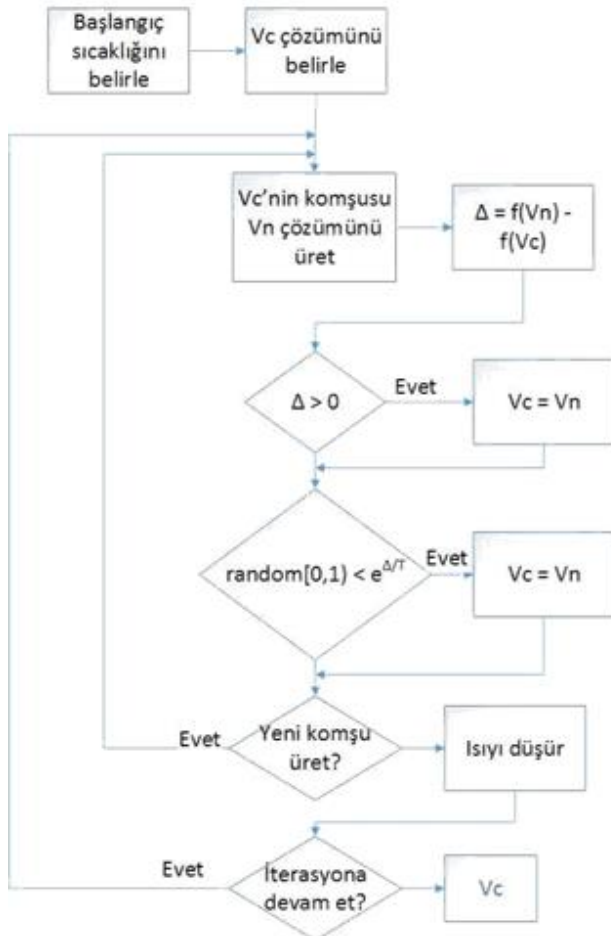 Başlangıç
sıcaklığını
belirle
Vc çözümünü
belirle
Vc'nin komşusu
Vn çözümünü
üret
Δ = f(Vn) -
f(Vc)
Δ > 0
Evet
Vc = Vn
random[0,1) < e^Δ/T
Evet
Vc = Vn
Yeni komşu
üret?
Evet
Isıyı düşür
İterasyona
devam et?
Evet
Vc